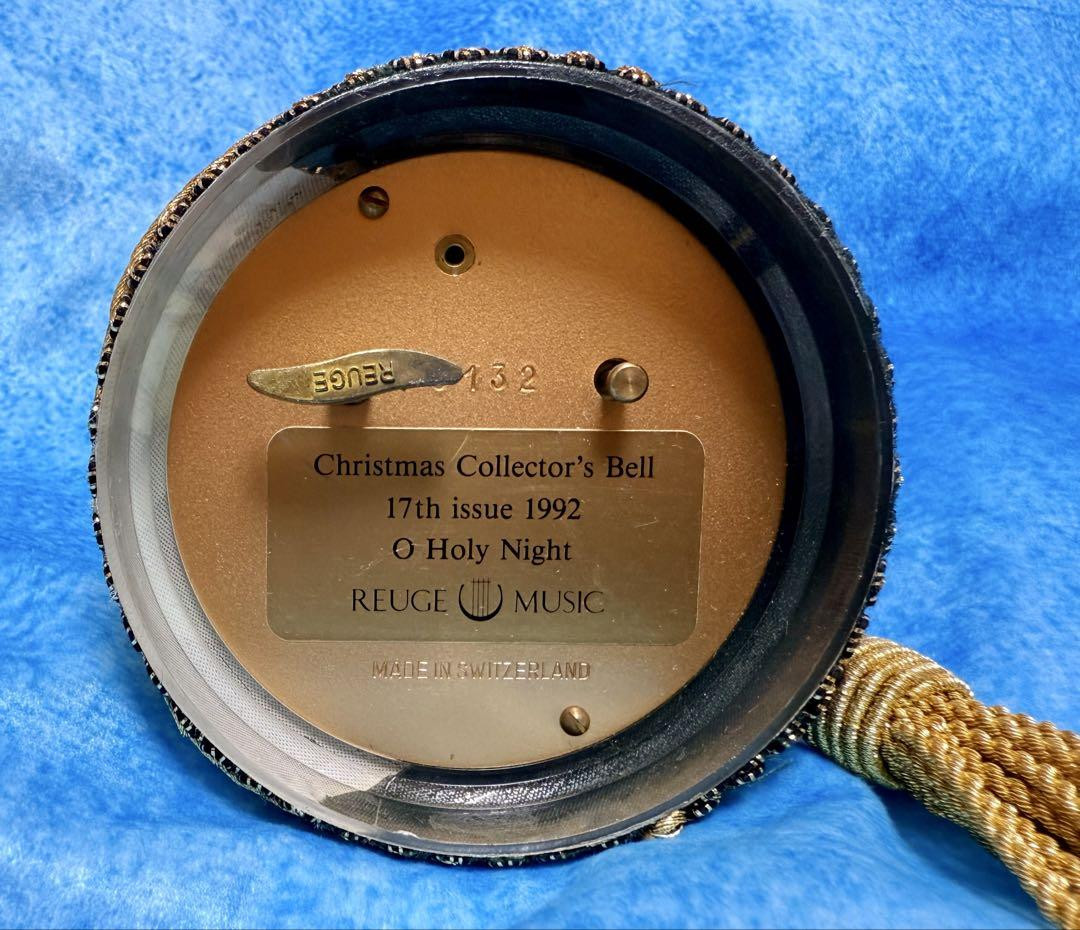 REUGE
132
Christmas Collector's Bell
17th issue 1992
O Holy Night
REUGE MUSIC
MADE IN SWITZERLAND